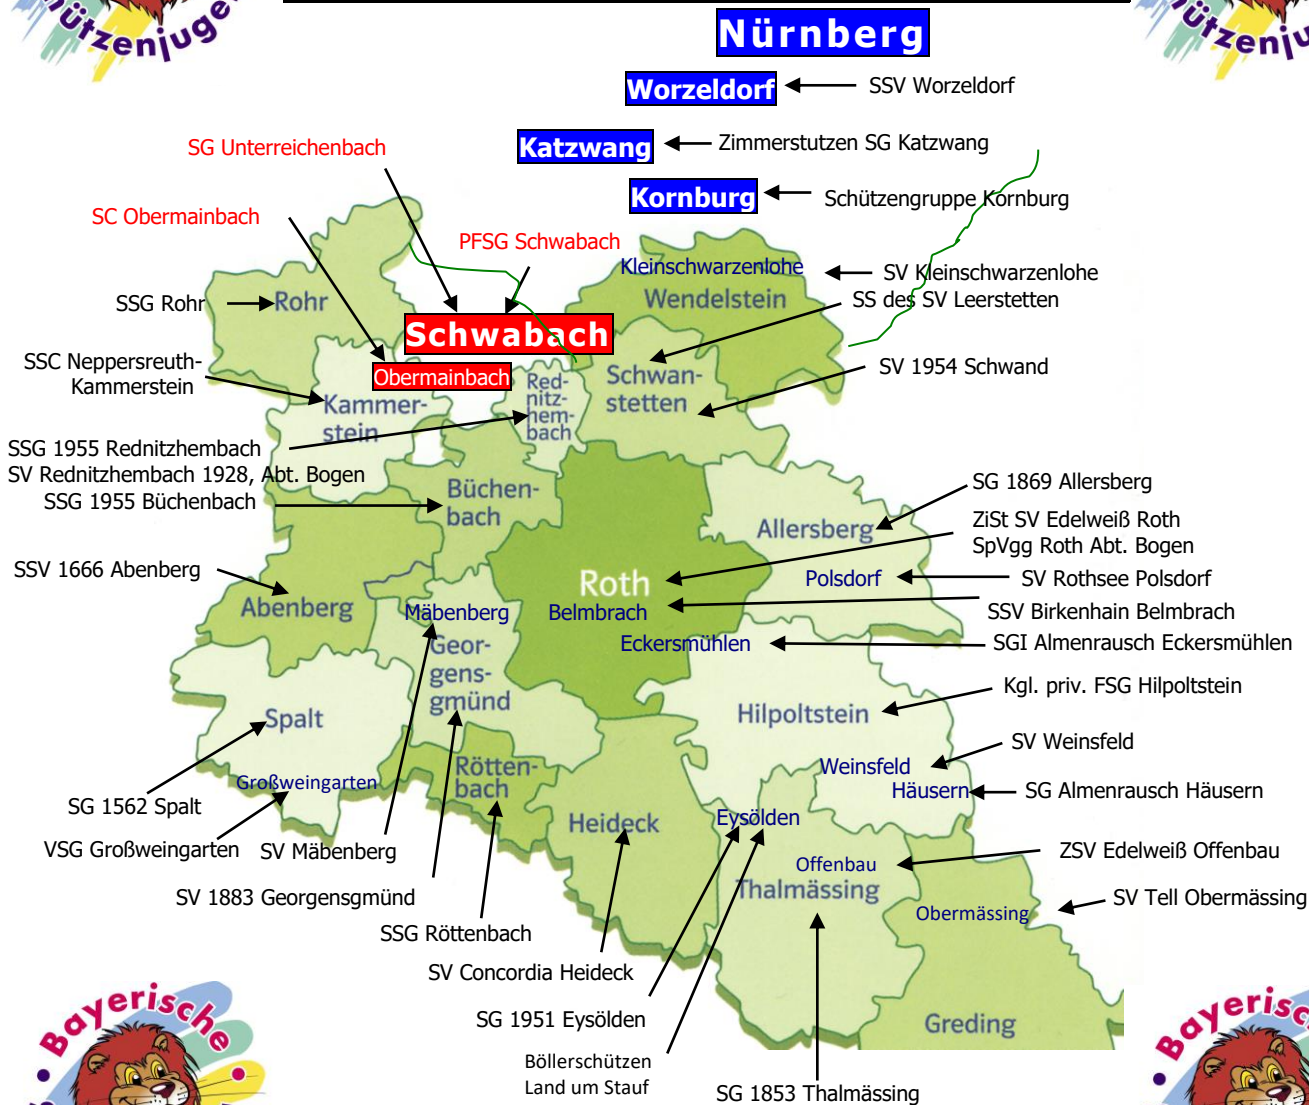 Schützenjugend
Nürnberg
Worzeldorf
SSV Worzeldorf
Katzwang
Zimmerstutzen SG Katzwang
Kornburg
Schützengruppe Kornburg
SG Unterreichenbach
SC Obermainbach
PFSG Schwabach
Kleinschwarzenlohe
SV Kleinschwarzenlohe
Wendelstein
SS des SV Leerstetten
SSG Rohr
Rohr
Schwabach
SSC Neppersreuth-
Kammerstein
Obermainbach
Kammer-
stein
Red-
nitz-
hem-
bach
Schwan-
stetten
SV 1954 Schwand
SSG 1955 Rednitzhembach
SV Rednitzhembach 1928, Abt. Bogen
SSG 1955 Büchenbach
Büchen-
bach
SG 1869 Allersberg
Allersberg
ZiSt SV Edelweiß Roth
SpVgg Roth Abt. Bogen
SSV 1666 Abenberg
Abenberg
Roth
Polsdorf
SV Rothsee Polsdorf
Mäbenberg
Belmbrach
SSV Birkenhain Belmbrach
Eckersmühlen
SGI Almenrausch Eckersmühlen
Geor-
gens-
gmünd
Kgl. priv. FSG Hilpoltstein
Hilpoltstein
Spalt
SV Weinsfeld
Weinsfeld
Großweingarten
Rötten-
bach
Häusern
SG Almenrausch Häusern
SG 1562 Spalt
Heideck
Eysölden
VSG Großweingarten
SV Mäbenberg
Offenbau
ZSV Edelweiß Offenbau
Thalmässing
SV 1883 Georgensgmünd
Obermässing
SV Tell Obermässing
SSG Röttenbach
SV Concordia Heideck
SG 1951 Eysölden
Greding
Böllerschützen
Land um Stauf
SG 1853 Thalmässing
Bayerische